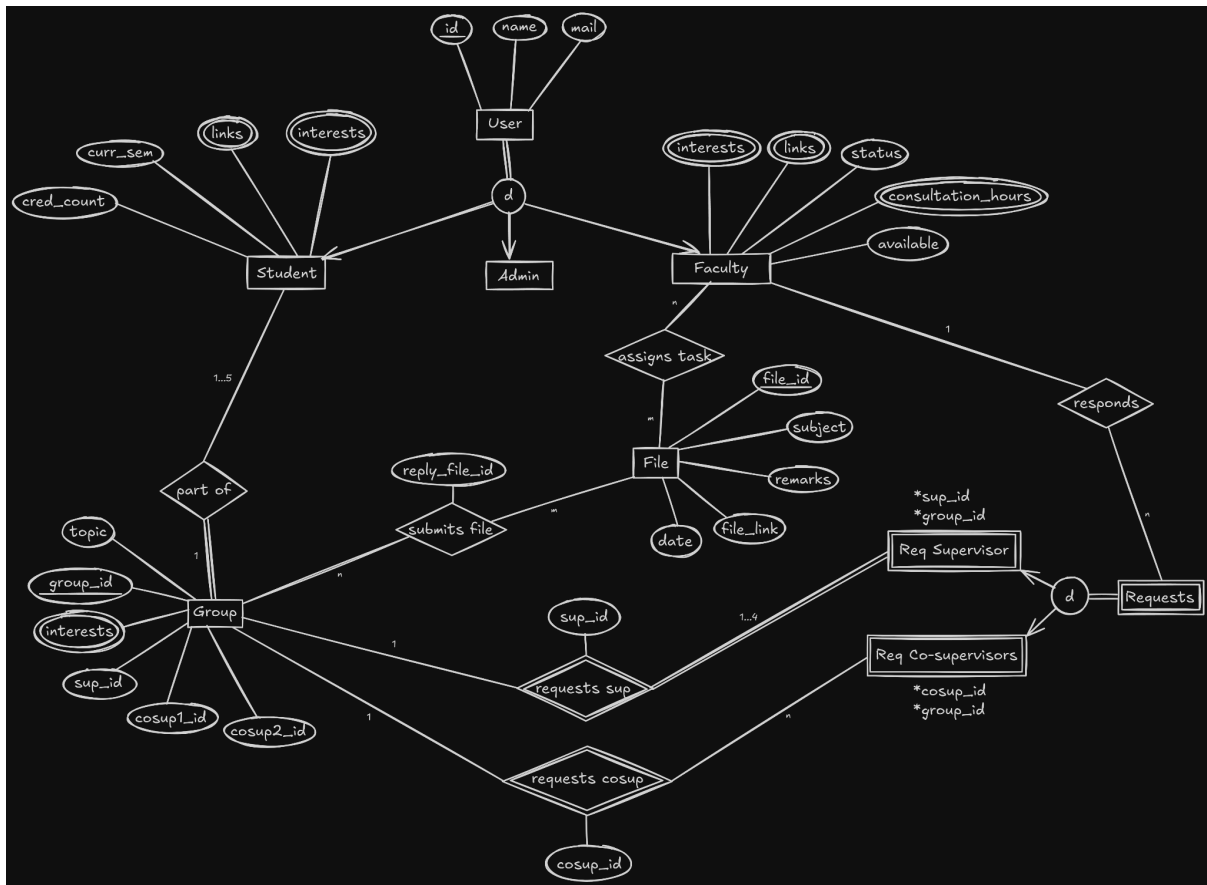 id
name
mail
User
links
interests
curr_sem
cred_count
interests
links
status
consultation_hours
available
d
Student
Admin
Faculty
n
1
assigns task
1...5
file_id
responds
m
subject
File
reply_file_id
remarks
part of
*sup_id
*group_id
m
n
submits file
file_link
topic
date
Req Supervisor
1
n
group_id
Group
d
Requests
interests
sup_id
1...4
1
Req Co-supervisors
sup_id
requests sup
*cosup_id
*group_id
cosup1_id
1
n
cosup2_id
requests cosup
cosup_id